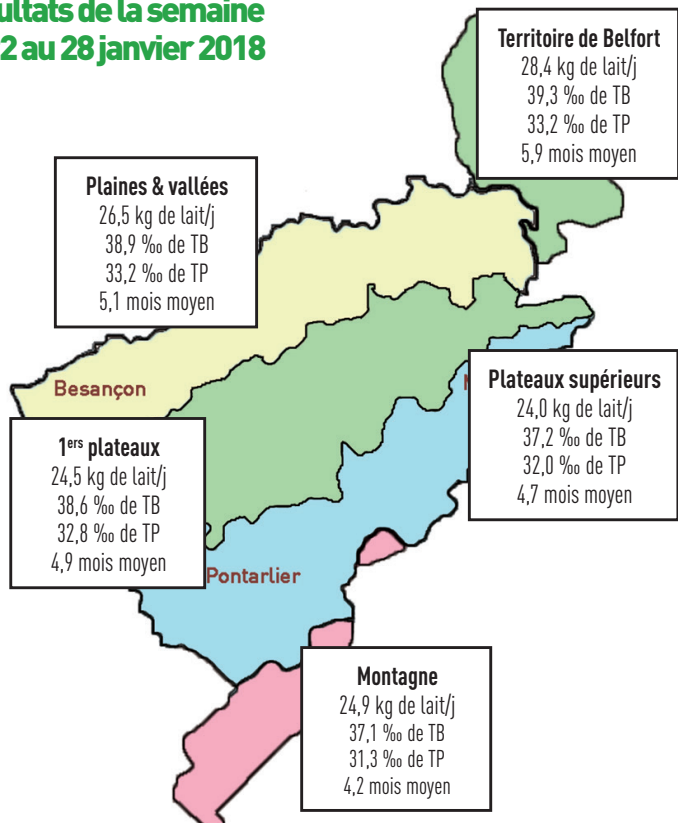 ultats de la semaine
2 au 28 janvier 2018
Territoire de Belfort
28,4 kg de lait/j
39,3 ‰ de TB
33,2 ‰ de TP
5,9 mois moyen
Plaines & vallées
26,5 kg de lait/j
38,9 ‰ de TB
33,2 ‰ de TP
5,1 mois moyen
Besançon
Plateaux supérieurs
24,0 kg de lait/j
37,2 ‰ de TB
32,0 ‰ de TP
4,7 mois moyen
1ers plateaux
24,5 kg de lait/j
38,6 ‰ de TB
32,8 ‰ de TP
4,9 mois moyen
Pontarlier
Montagne
24,9 kg de lait/j
37,1 ‰ de TB
31,3 ‰ de TP
4,2 mois moyen